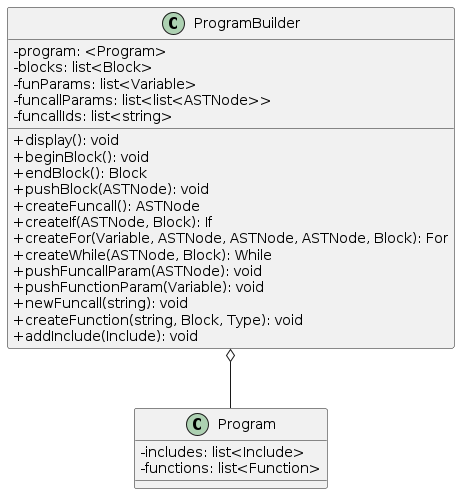 C ProgramBuilder
-program: <Program>
-blocks: list<Block>
-funParams: list<Variable>
-funcallParams: list<list<ASTNode>>
-funcallIds: list<string>
+display(): void
+beginBlock(): void
+endBlock(): Block
+pushBlock(ASTNode): void
+createFuncall(): ASTNode
+createIf(ASTNode, Block): If
+createFor(Variable, ASTNode, ASTNode, ASTNode, Block): For
+createWhile(ASTNode, Block): While
+pushFuncallParam(ASTNode): void
+pushFunctionParam(Variable): void
+newFuncall(string): void
+createFunction(string, Block, Type): void
+addInclude(Include): void
C Program
-includes: list<Include>
-functions: list<Function>